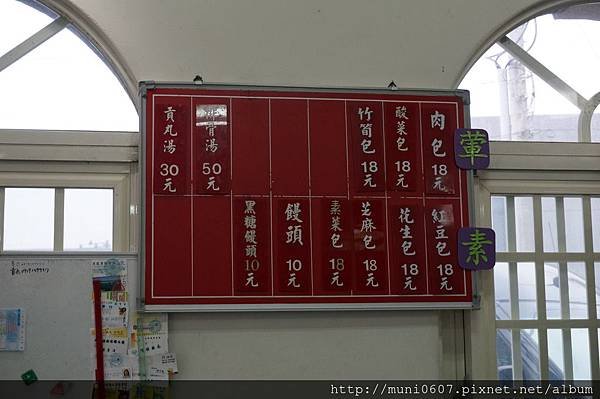 肉包 18元
酸菜包 18元
竹筍包 18元
排骨湯 50元
貢丸湯 30元
葷
紅豆包 18元
花生包 18元
芝麻包 18元
素菜包 18元
饅頭 10元
黑糖饅頭 10元
素
http://muni0607.pixnet.net/album